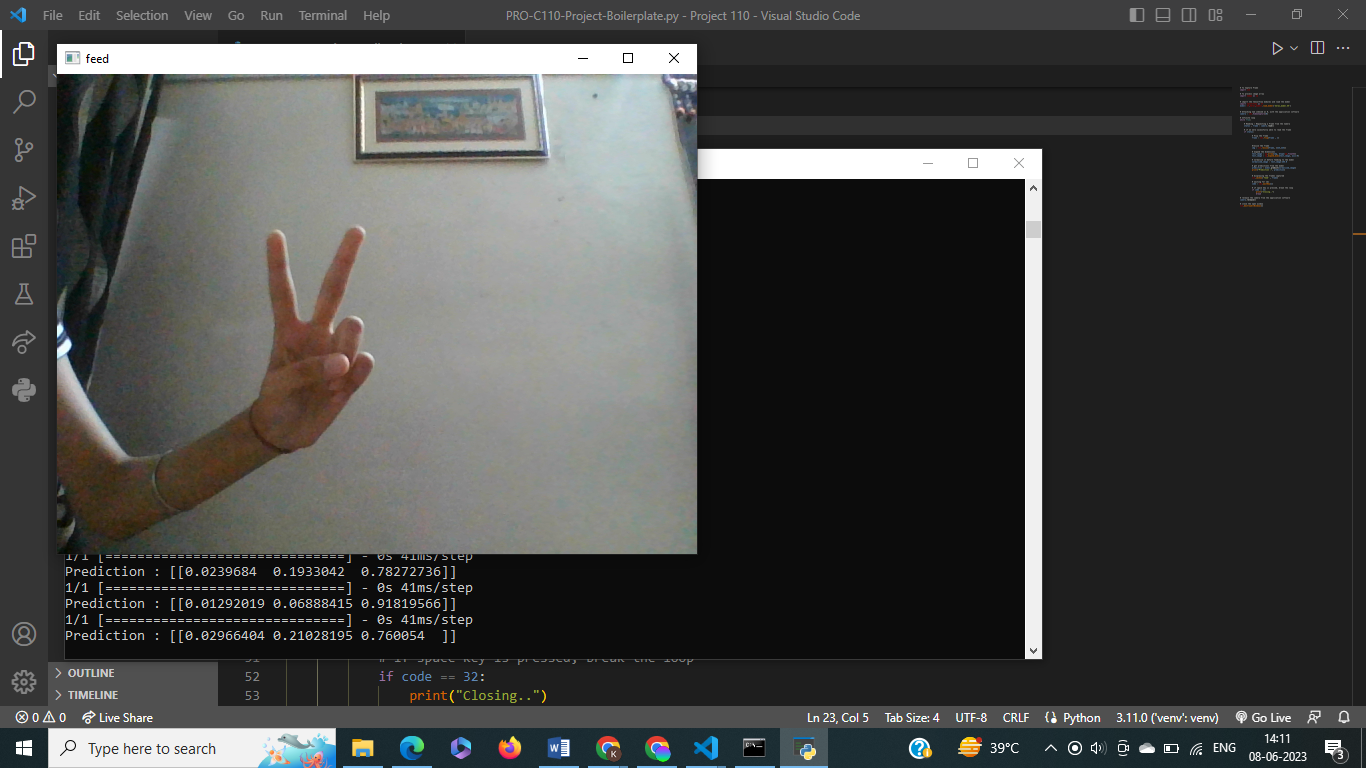 File Edit Selection View Go Run Terminal Help
PRO-C110-Project-Boilerplate.py - Project 110 - Visual Studio Code
feed
1/1 [==============================] - 0s 41ms/step
Prediction : [[0.0239684  0.1933042  0.78272736]]
1/1 [==============================] - 0s 41ms/step
Prediction : [[0.01292019 0.06888415 0.91819566]]
1/1 [==============================] - 0s 41ms/step
Prediction : [[0.02966404 0.21028195 0.760054  ]]
51 # if space key is pressed, break the loop
52 if code == 32:
53 print("Closing..")
OUTLINE
TIMELINE
0 0 Live Share
Ln 23, Col 5 Tab Size: 4 UTF-8 CRLF Python 3.11.0 ('venv': venv) Go Live
Type here to search
39°C
ENG
14:11
08-06-2023
3